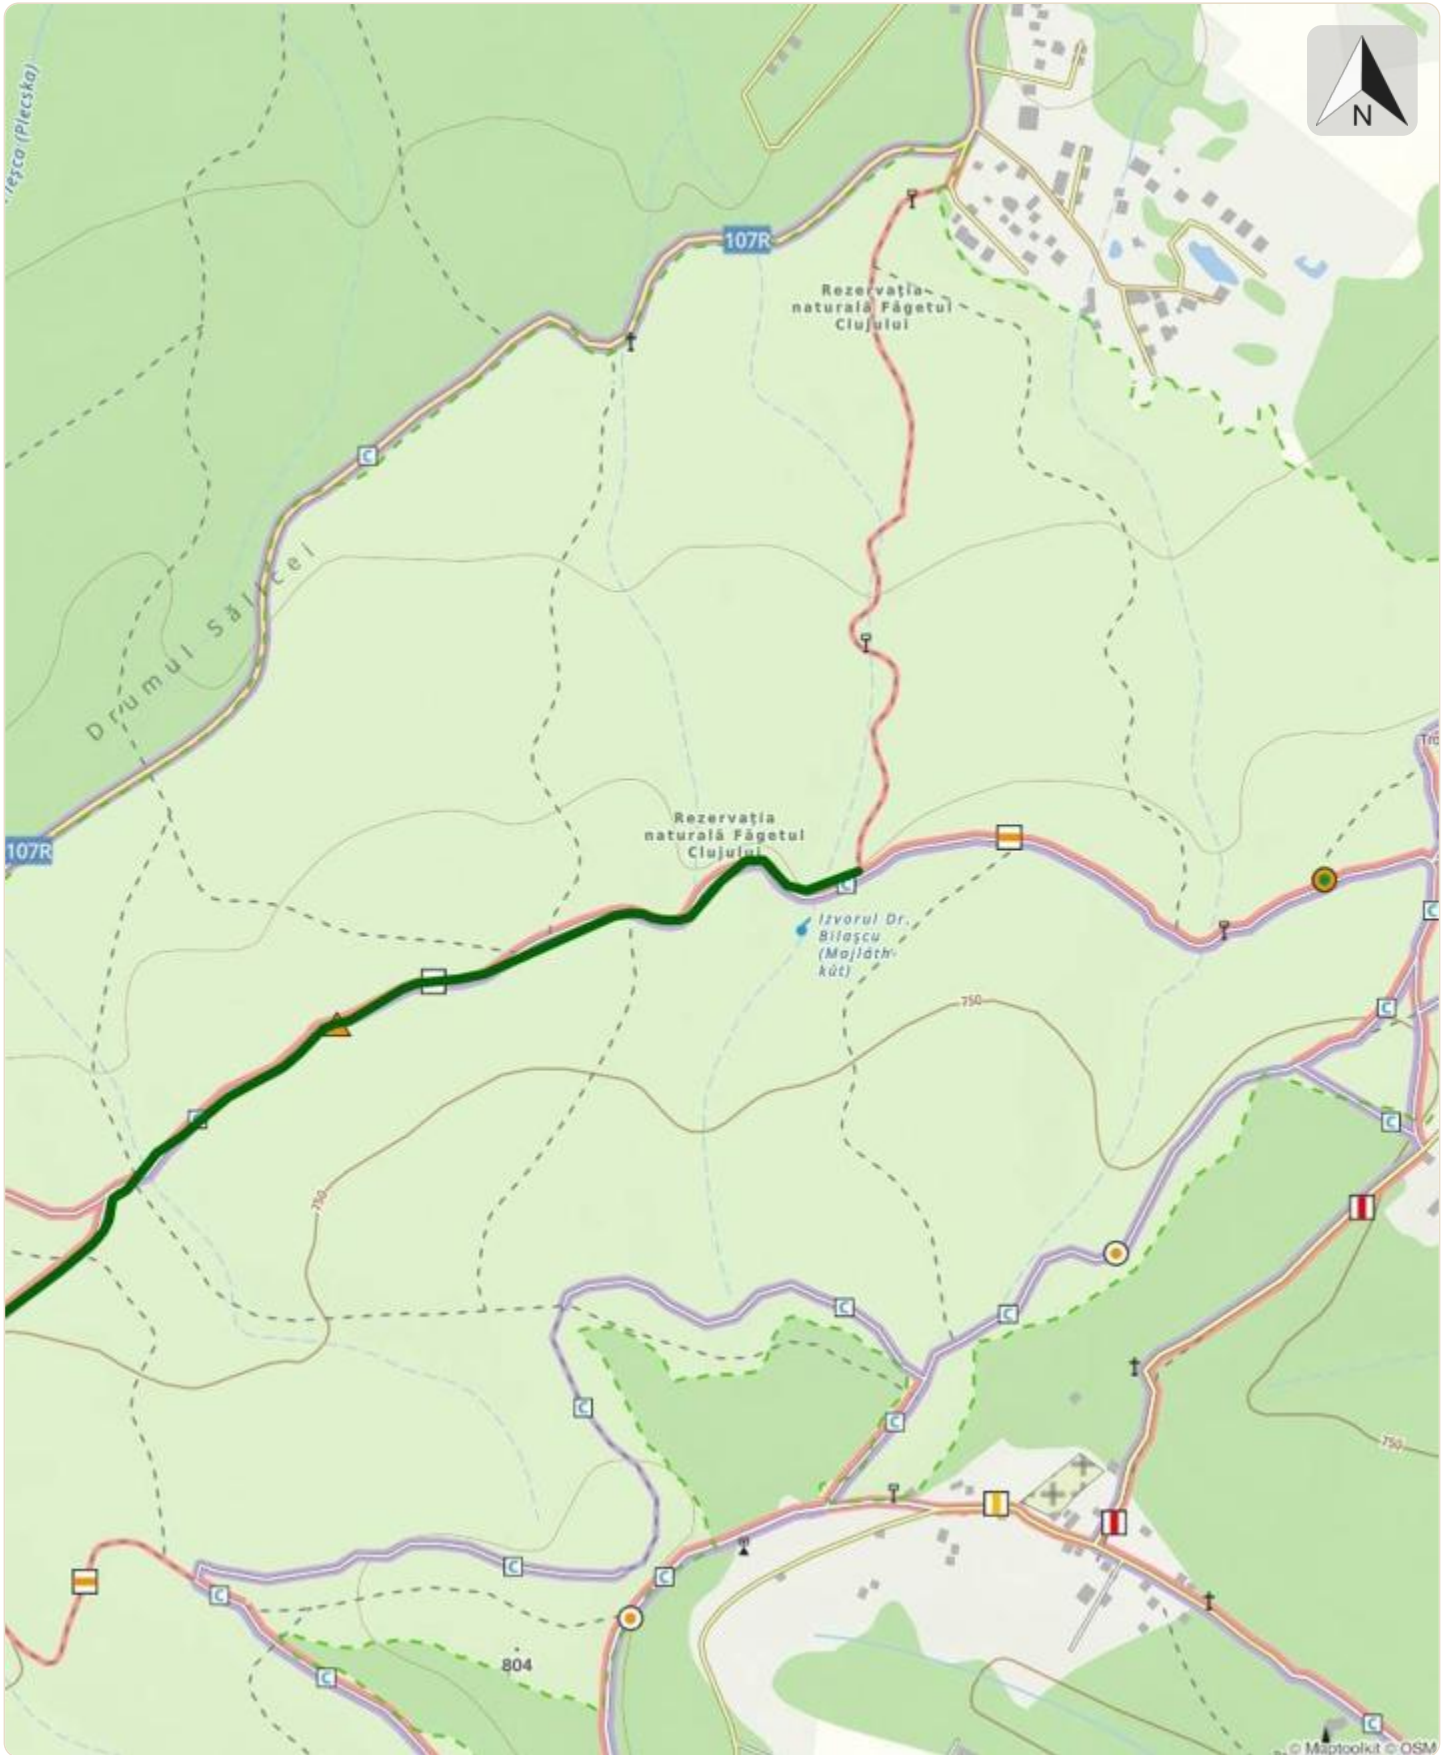 N
(Plecska)
107R
Rezervația
naturală Făgetul
Clujului
C
Drumul Sălicei
Rezervația
naturală Făgetul
Clujului
107R
C
C
Izvorul Dr.
Bilașcu
(Majláth-
kút)
750
C
C
C
750
C
C
C
C
750
C
C
C
804
C
C
© Maptoolkit © OSM